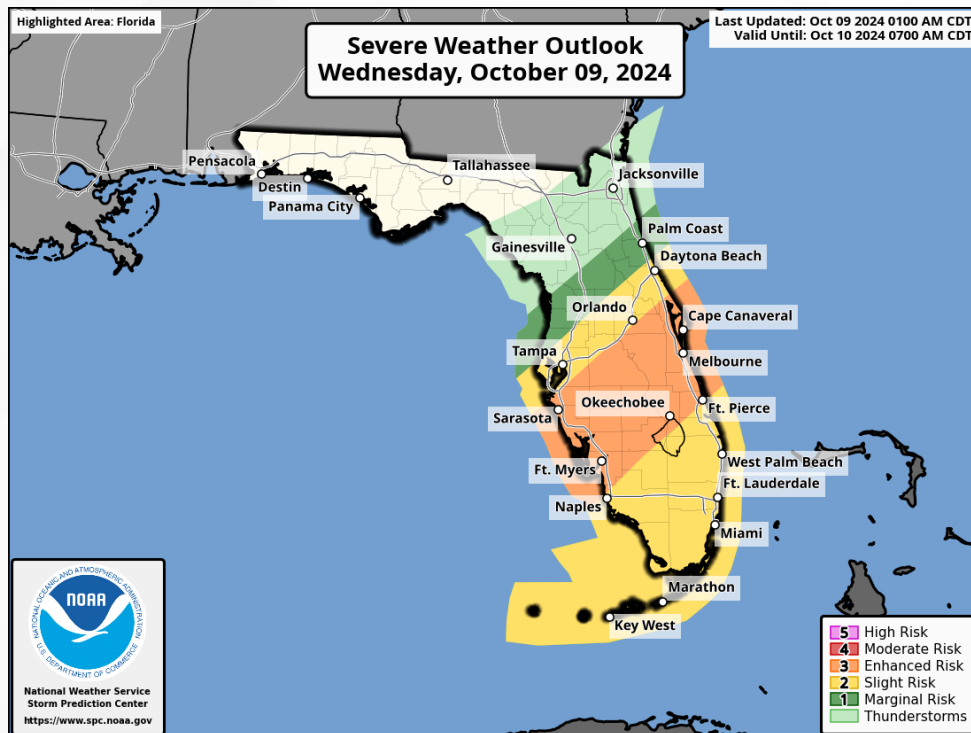 Highlighted Area: Florida
Last Updated: Oct 09 2024 0100 AM CDT
Valid Until: Oct 10 2024 0700 AM CDT
Severe Weather Outlook
Wednesday, October 09, 2024
Pensacola
Tallahassee
Destin
Jacksonville
Panama City
Palm Coast
Gainesville
Daytona Beach
Orlando
Cape Canaveral
Tampa
Melbourne
Okeechobee
Ft. Pierce
Sarasota
West Palm Beach
Ft. Myers
Ft. Lauderdale
Naples
Miami
Marathon
Key West
NATIONAL OCEANIC AND ATMOSPHERIC ADMINISTRATION
NOAA
U.S. DEPARTMENT OF COMMERCE
National Weather Service
Storm Prediction Center
https://www.spc.noaa.gov
5 High Risk
4 Moderate Risk
3 Enhanced Risk
2 Slight Risk
1 Marginal Risk
Thunderstorms